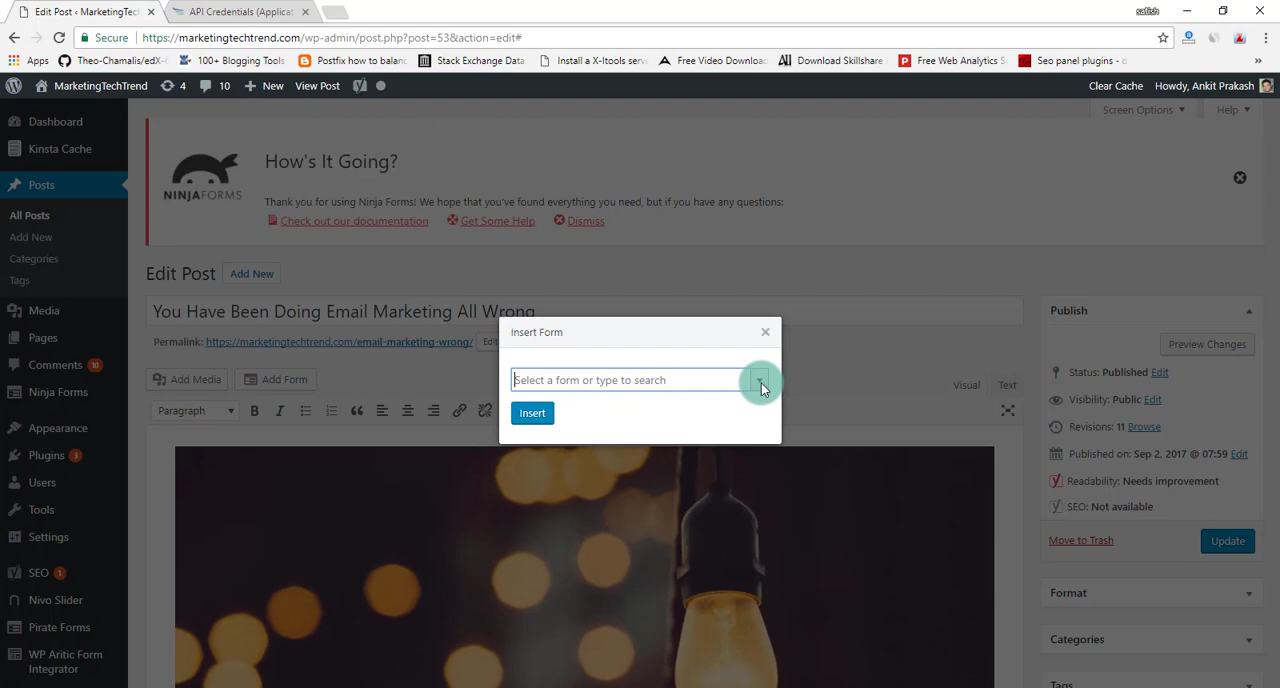 Edit Post ‹ MarketingTec
API Credentials (Applicat
satish
Secure
https://marketingtechtrend.com/wp-admin/post.php?post=53&action=edit#
Apps
Theo-Chamalis/edX-
100+ Blogging Tools
Postfix how to balanc
Stack Exchange Data
Install a X-Itools serv
Free Video Download
Download Skillshare
Free Web Analytics S
Seo panel plugins - d
»
MarketingTechTrend
4
10
New
View Post
Clear Cache
Howdy, Ankit Prakash
Dashboard
Kinsta Cache
Posts
All Posts
Add New
Categories
Tags
Media
Pages
Comments 10
Ninja Forms
Appearance
Plugins 3
Users
Tools
Settings
SEO 1
Nivo Slider
Pirate Forms
WP Aritic Form
Integrator
Screen Options
Help
NINJAFORMS
How's It Going?
Thank you for using Ninja Forms! We hope that you've found everything you need, but if you have any questions:
Check out our documentation
Get Some Help
Dismiss
Edit Post
Add New
You Have Been Doing Email Marketing All Wrong
Permalink: https://marketingtechtrend.com/email-marketing-wrong/
Edi
Add Media
Add Form
Visual
Text
Paragraph
B
I
Insert Form
Select a form or type to search
Insert
Publish
Preview Changes
Status: Published Edit
Visibility: Public Edit
Revisions: 11 Browse
Published on: Sep 2, 2017 @ 07:59 Edit
Readability: Needs improvement
SEO: Not available
Move to Trash
Update
Format
Categories
Tags